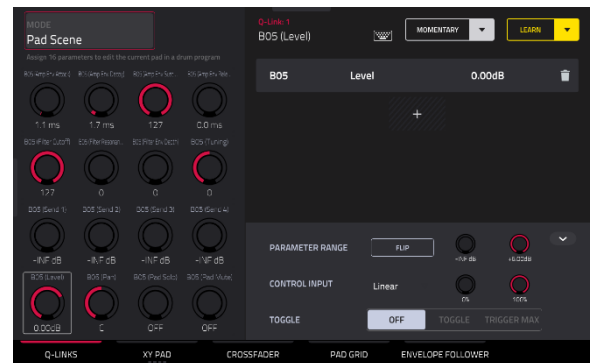 MODE
Pad Scene
Assign 16 parameters to edit the current pad in a drum program
1.1 ms
1.7 ms
127
0.0 ms
B05 (Filter Cutoff)
B05 (Filter Env Depth)
B05 (Tuning)
127
0
0
0
B05 (Send 1)
B05 (Send 2)
B05 (Send 3)
B05 (Send 4)
-INF dB
-INF dB
-INF dB
-INF dB
B05 (Level)
B05 (Pan)
B05 (Pad Solo)
B05 (Pad Mute)
0.00dB
C
OFF
OFF
Q-Link: 1
B05 (Level)
MOMENTARY
LEARN
B05 Level 0.00dB
+
PARAMETER RANGE
FLIP
-INF dB
+6.00dB
CONTROL INPUT
Linear
0%
100%
TOGGLE
OFF
TOGGLE
TRIGGER MAX
Q-LINKS
XY PAD
CROSSFADER
PAD GRID
ENVELOPE FOLLOWER